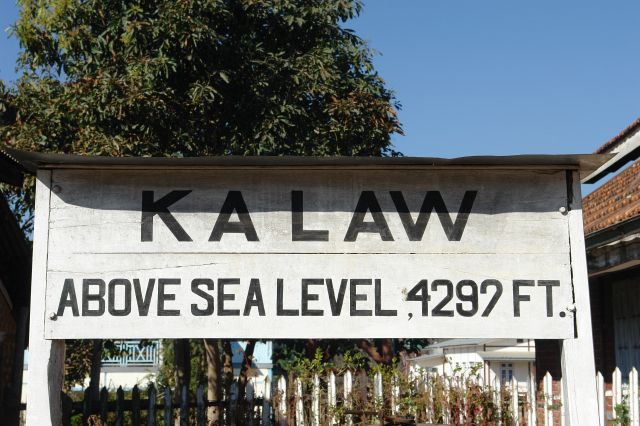 KALAW
ABOVE SEA LEVEL, 4297 FT.